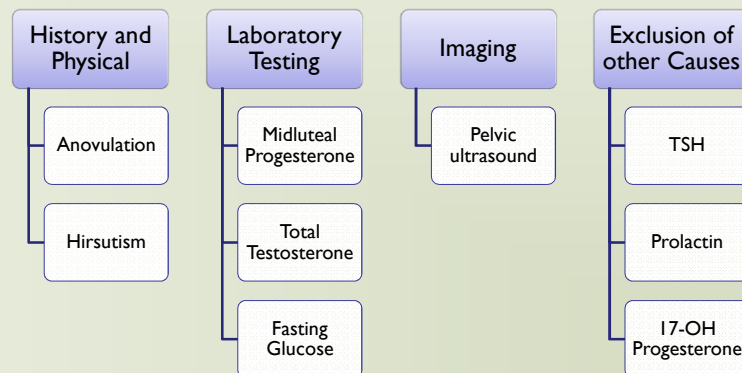 History and
Physical
Anovulation
Hirsutism
Laboratory
Testing
Midluteal
Progesterone
Total
Testosterone
Fasting
Glucose
Imaging
Pelvic
ultrasound
Exclusion of
other Causes
TSH
Prolactin
17-OH
Progesterone